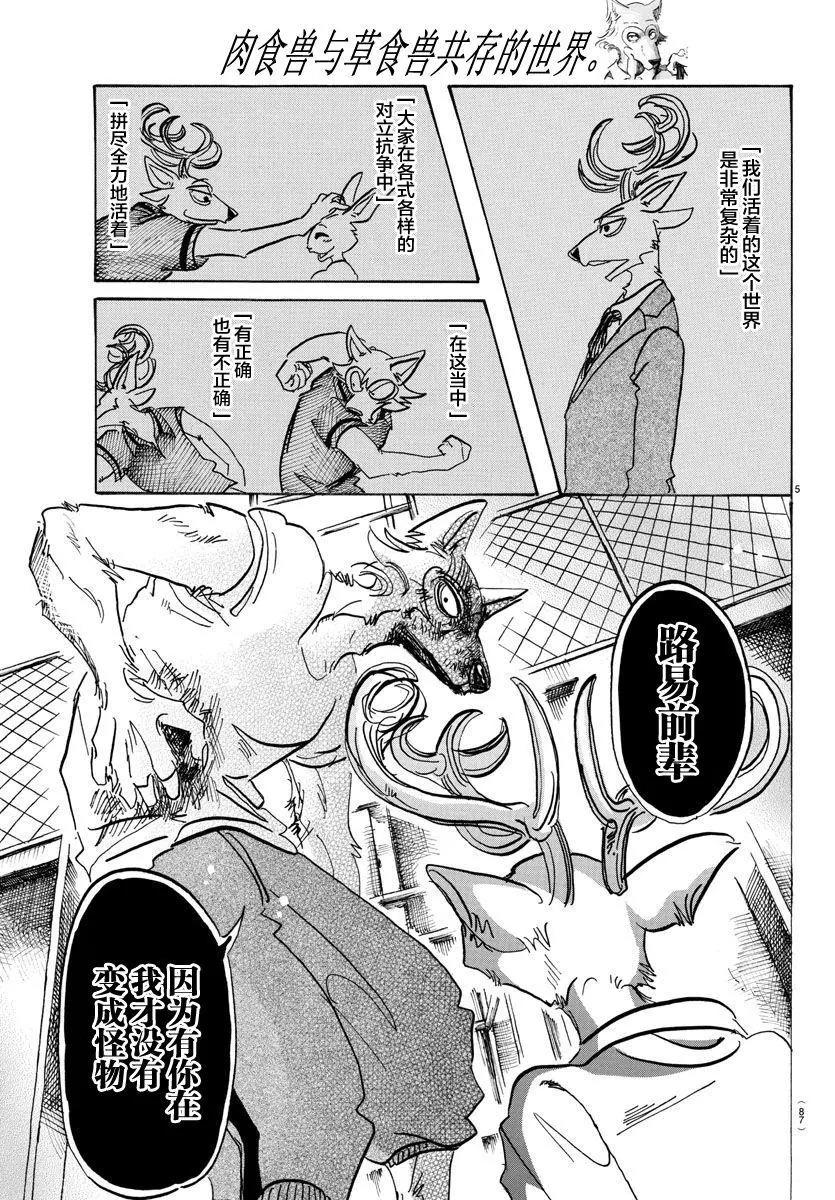 肉食兽与草食兽共存的世界。
「我们活着的这个世界
是非常复杂的」
「大家在各式各样的
对立抗争中」
「拼尽全力地活着」
「在这当中」
「有正确
也有不正确」
5
路易前辈
因为有你在
我才没有
变成怪物
(87)